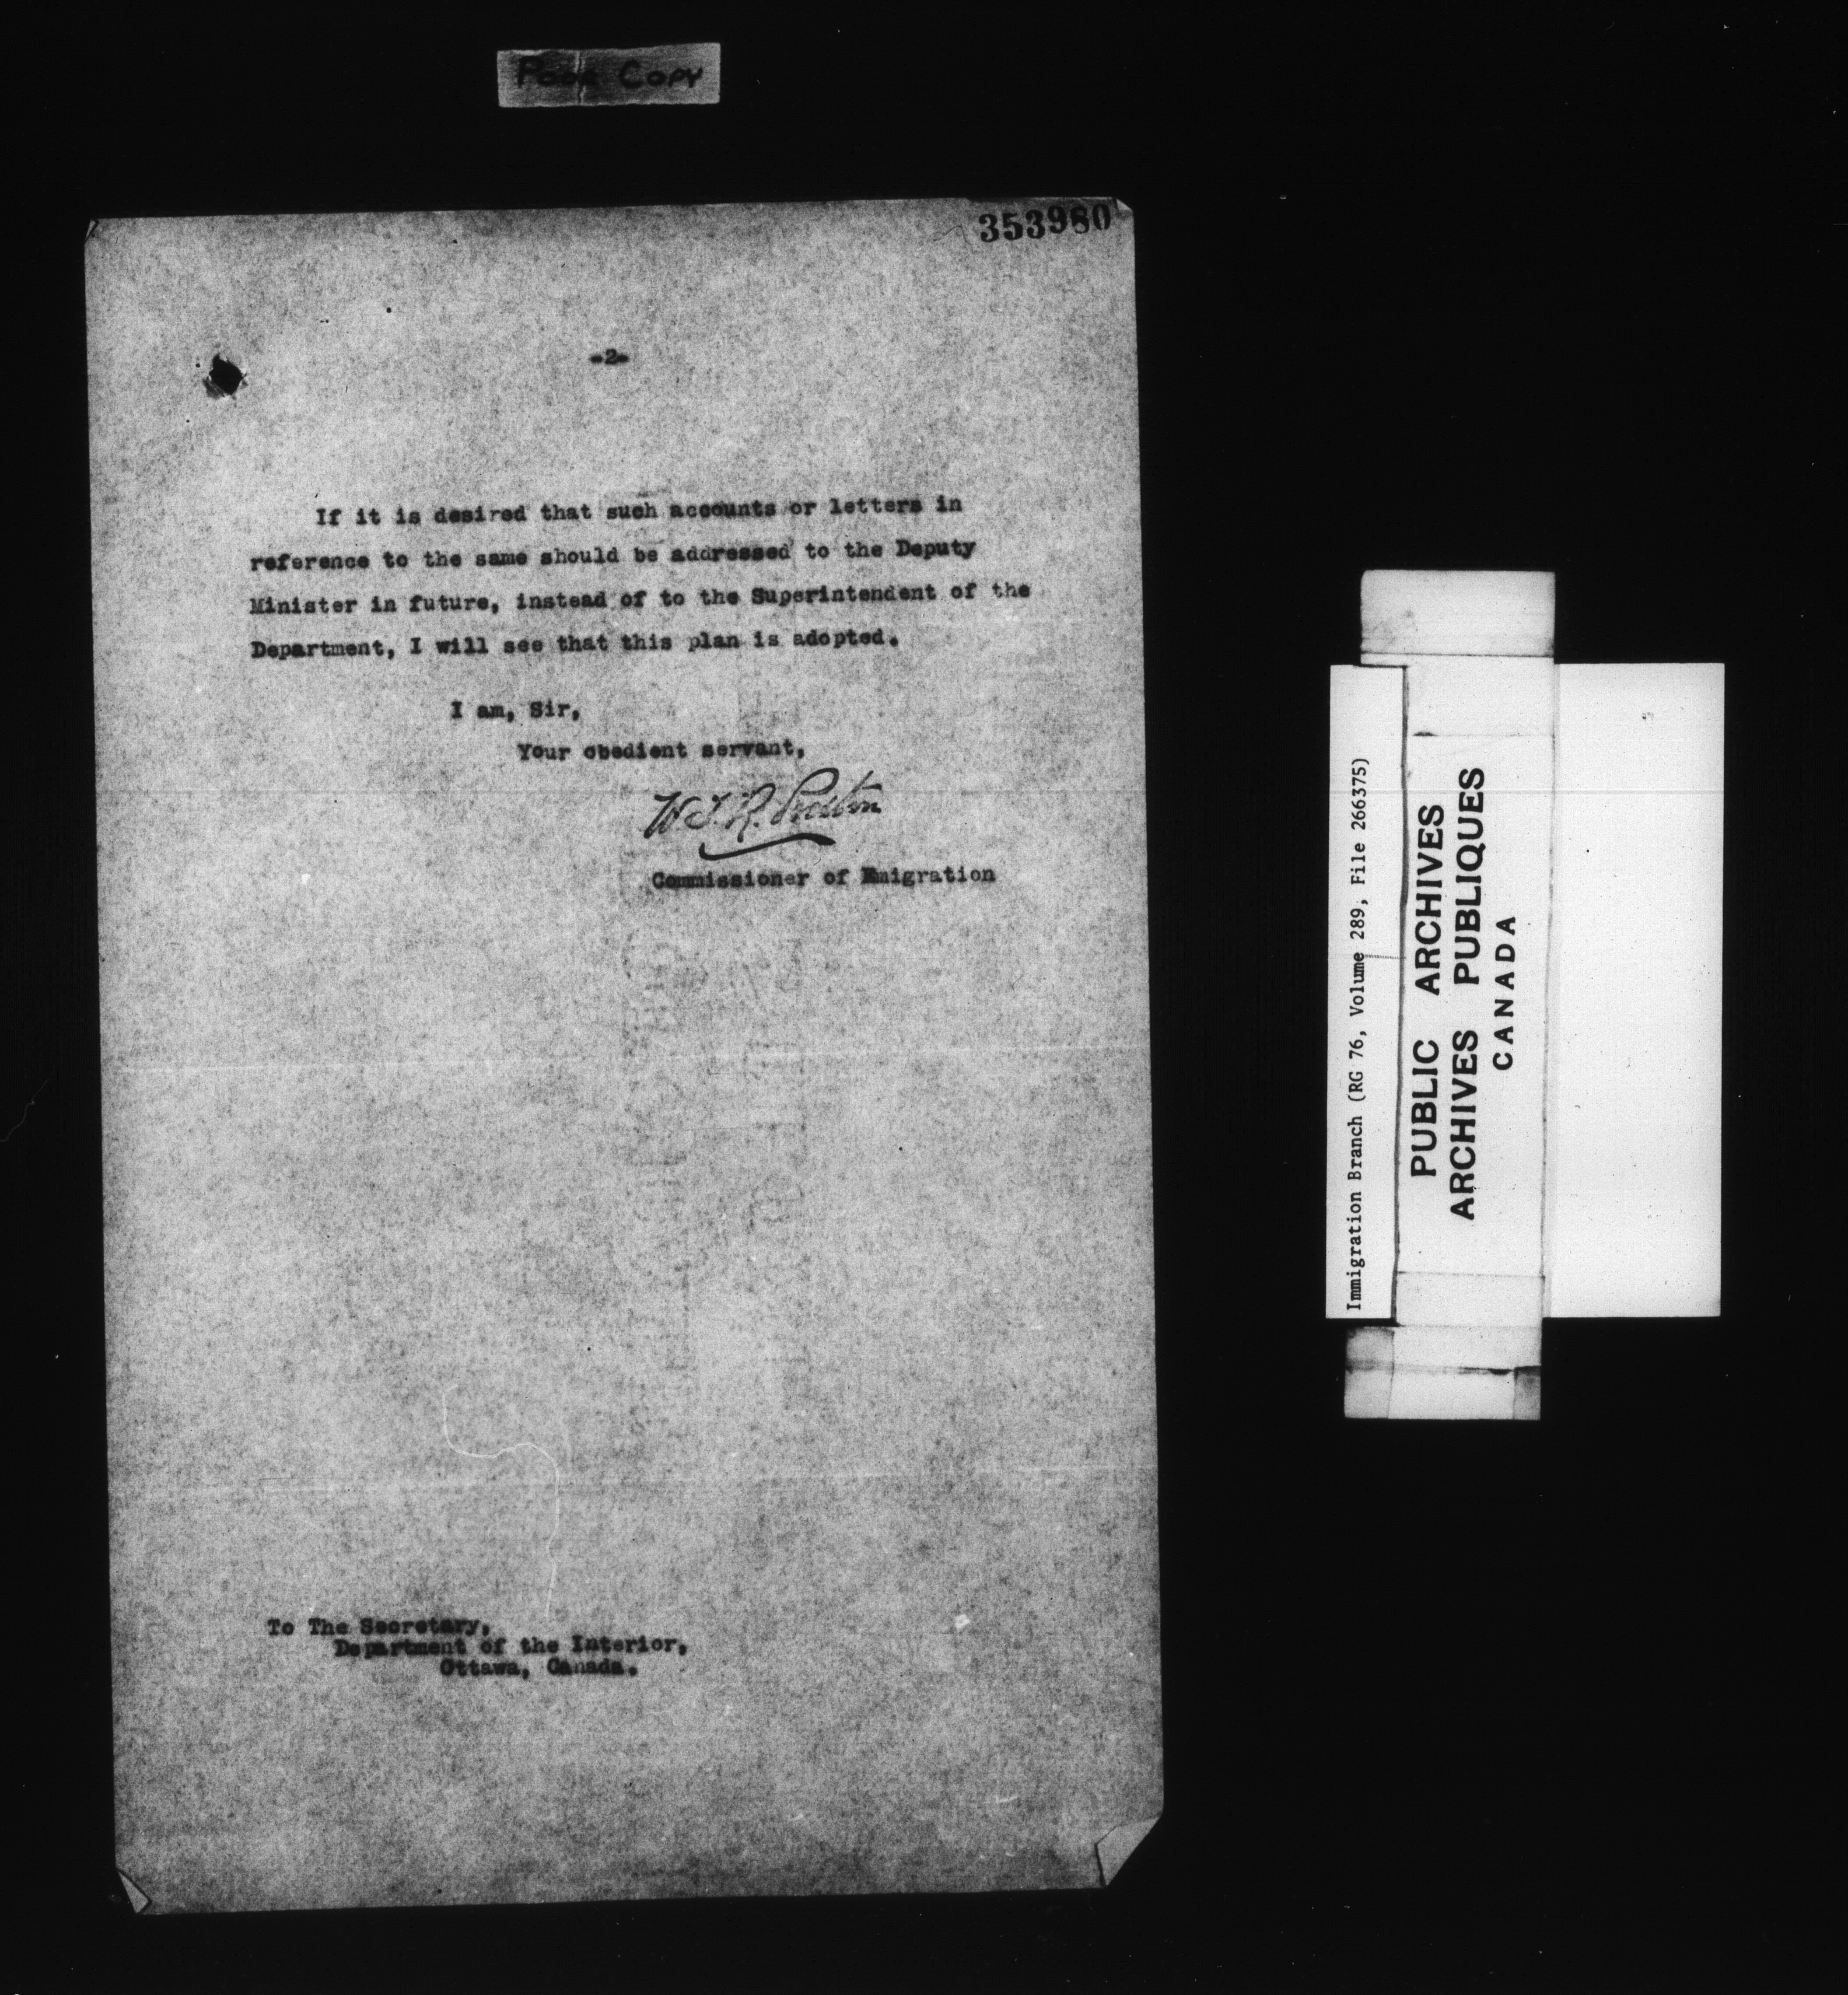 Poor Copy
353980
-2-
If it is desired that such accounts or letters in
reference to the same should be addressed to the Deputy
Minister in future, instead of to the Superintendent of the
Department, I will see that this plan is adopted.
I am, Sir,
Your obedient servant,
W.T.R. Preston
Commissioner of Emigration
To The Secretary,
Department of the Interior,
Ottawa, Canada.
Immigration Branch (RG 76, Volume 289, File 266375)
PUBLIC ARCHIVES
ARCHIVES PUBLIQUES
CANADA